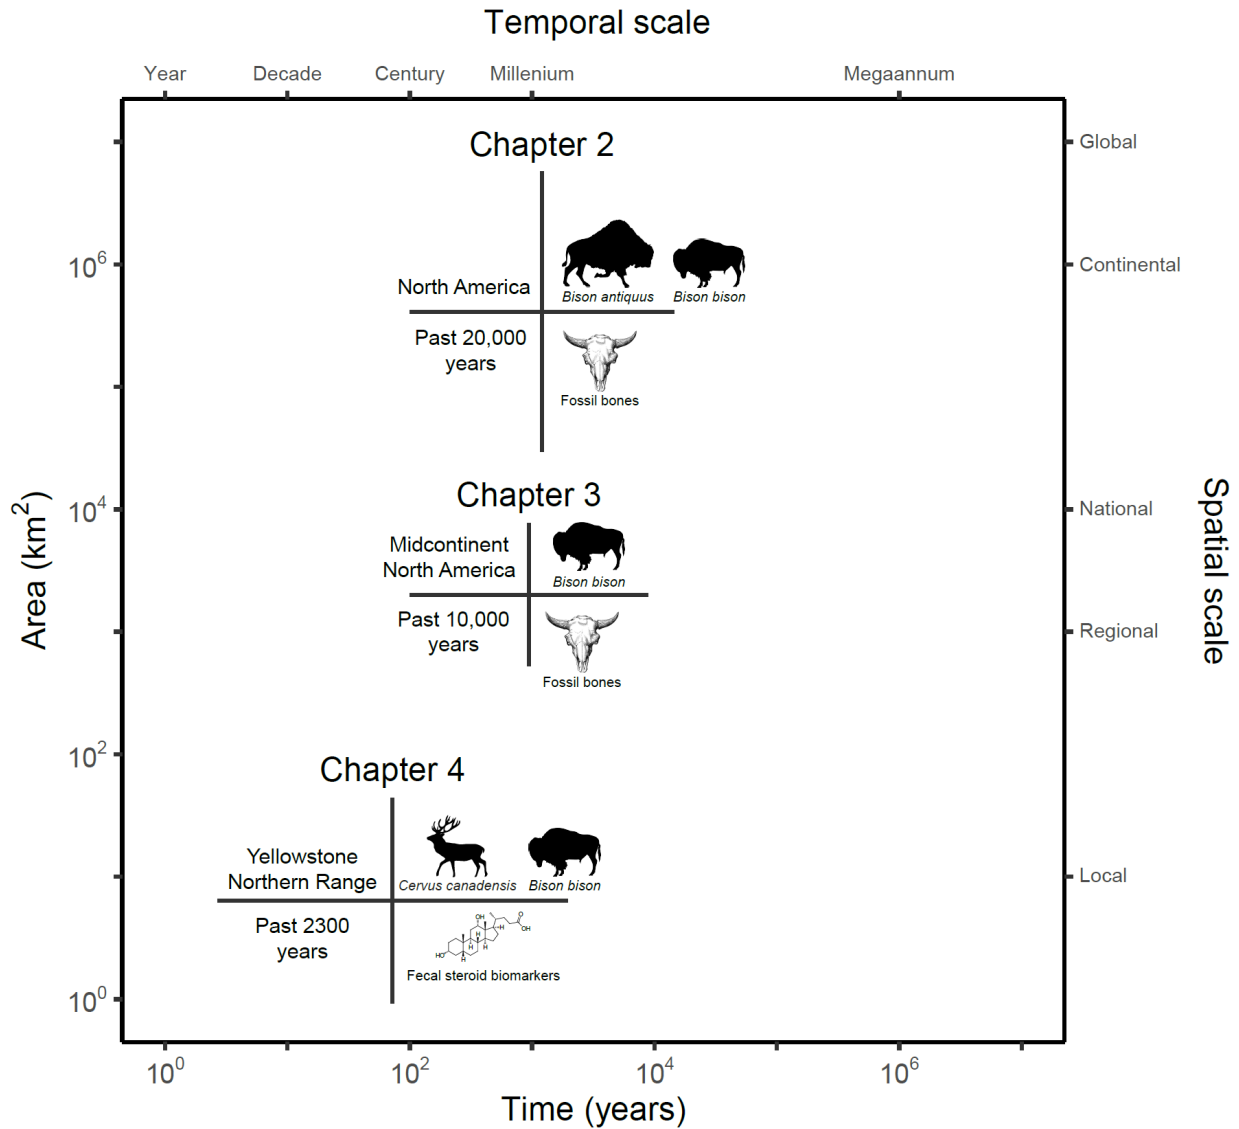 Temporal scale
Year Decade Century Millenium Megaannum
Chapter 2
Global
10^6
Continental
North America
Bison antiquus Bison bison
Past 20,000
years
Fossil bones
Chapter 3
10^4
National
Midcontinent
North America
Bison bison
Past 10,000
years
Regional
Fossil bones
Area (km^2)
Spatial scale
10^2
Chapter 4
Yellowstone
Northern Range
Cervus canadensis Bison bison
Local
Past 2300
years
OH
O
OH
H
H
H
H
HO
H
Fecal steroid biomarkers
10^0
10^0 10^2 10^4 10^6
Time (years)